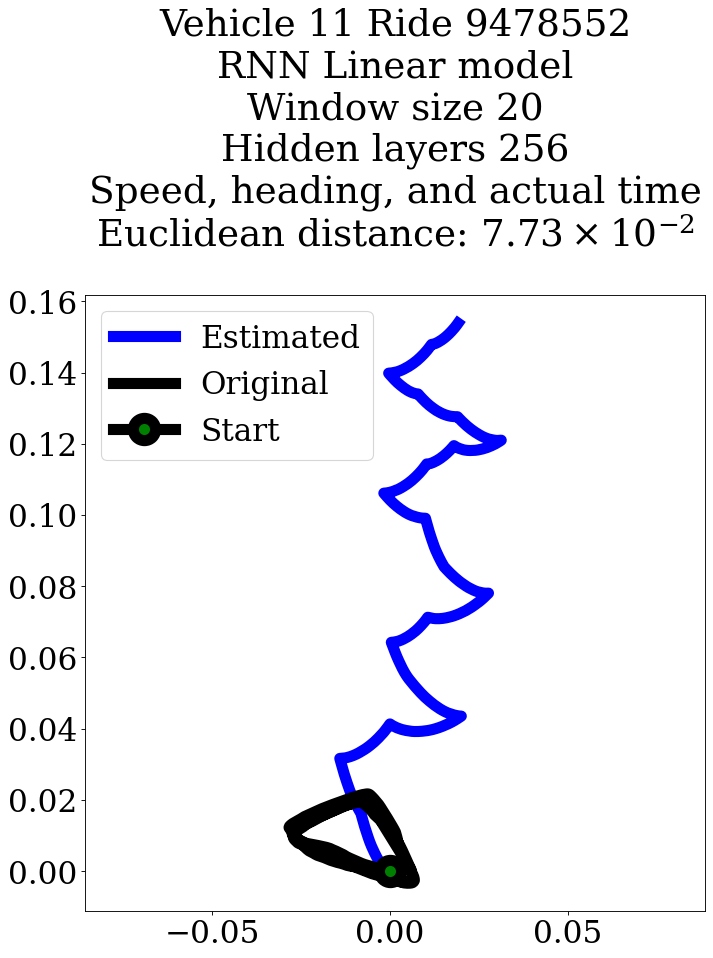 Vehicle 11 Ride 9478552
RNN Linear model
Window size 20
Hidden layers 256
Speed, heading, and actual time
Euclidean distance: 7.73 × 10⁻²
0.16
0.14
0.12
0.10
0.08
0.06
0.04
0.02
0.00
Estimated
Original
Start
−0.05
0.00
0.05